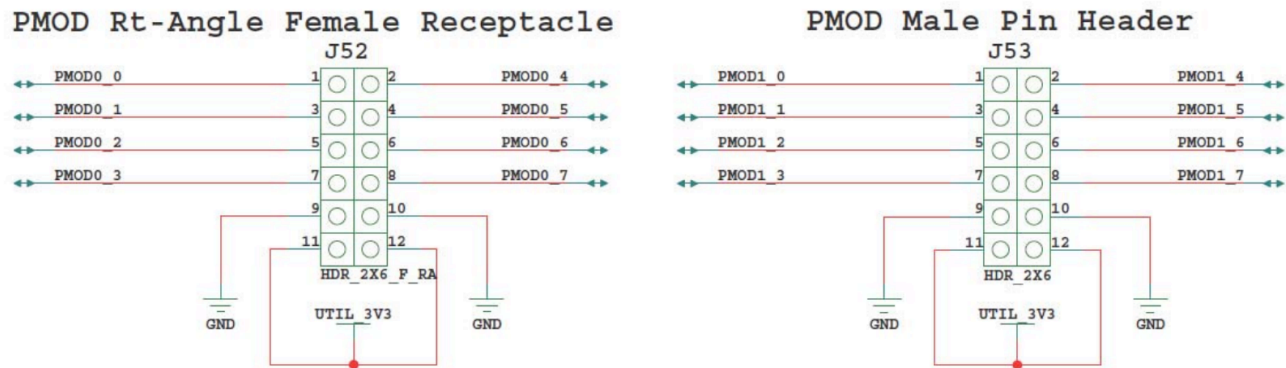 PMOD Rt-Angle Female Receptacle
J52
PMOD0_0 1 2 PMOD0_4
PMOD0_1 3 4 PMOD0_5
PMOD0_2 5 6 PMOD0_6
PMOD0_3 7 8 PMOD0_7
9 10
11 12
HDR_2X6_F_RA
GND UTIL_3V3 GND
PMOD Male Pin Header
J53
PMOD1_0 1 2 PMOD1_4
PMOD1_1 3 4 PMOD1_5
PMOD1_2 5 6 PMOD1_6
PMOD1_3 7 8 PMOD1_7
9 10
11 12
HDR_2X6
GND UTIL_3V3 GND